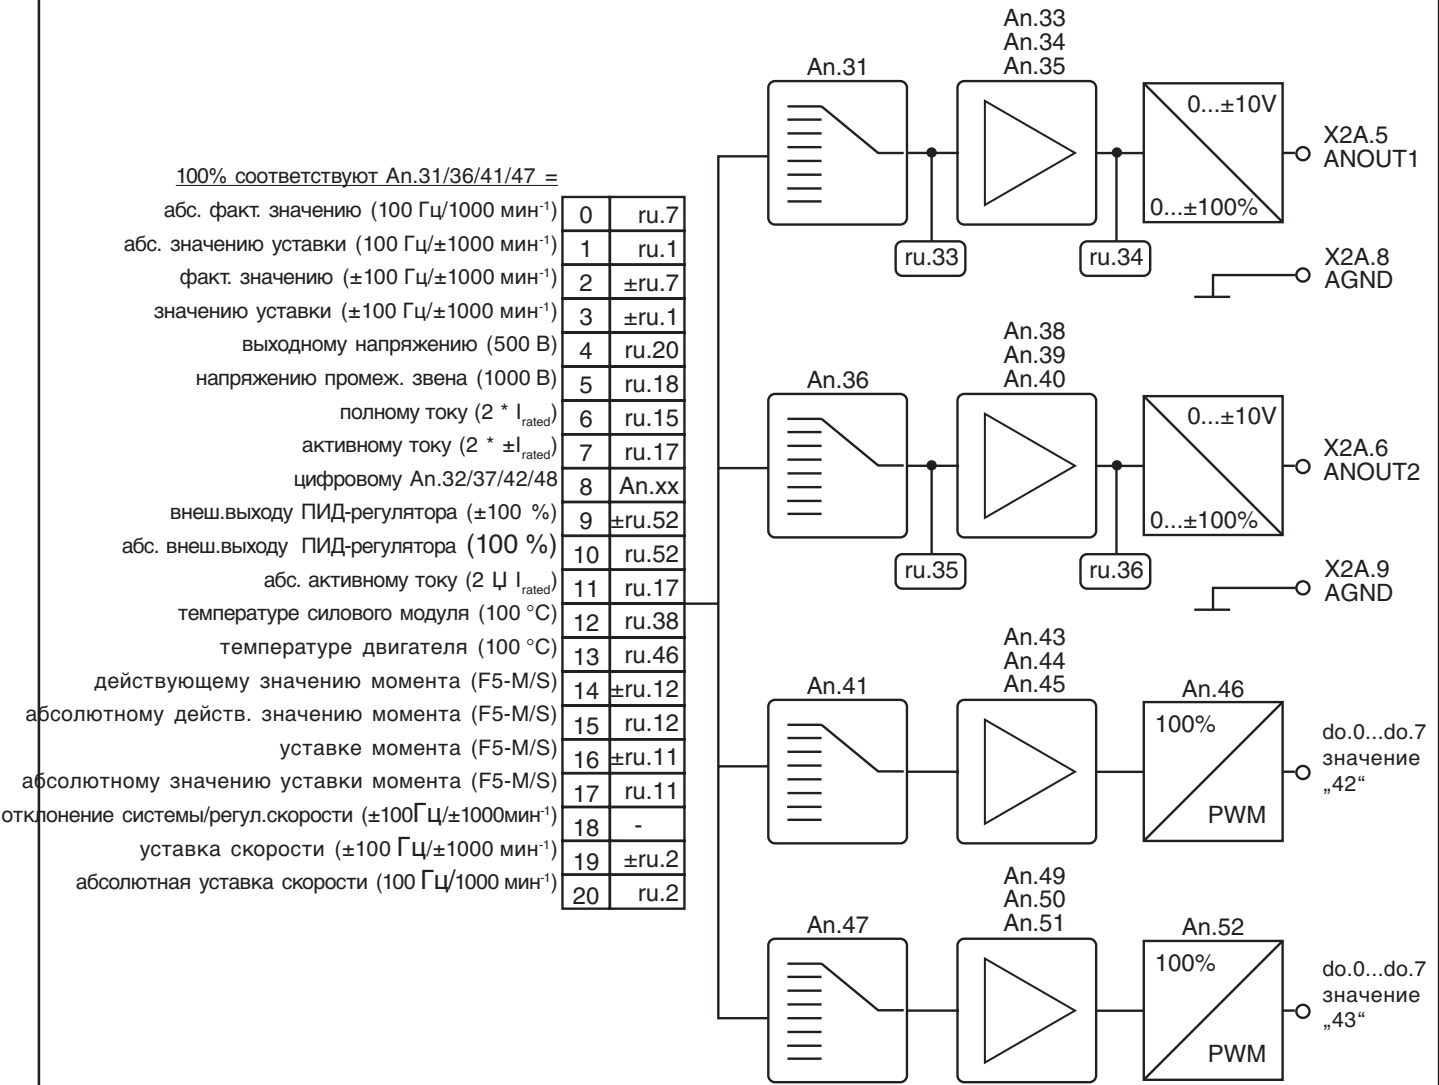 100% соответствуют An.31/36/41/47 =
абс. факт. значению (100 Гц/1000 мин⁻¹) 0 ru.7
абс. значению уставки (100 Гц/±1000 мин⁻¹) 1 ru.1
факт. значению (±100 Гц/±1000 мин⁻¹) 2 ±ru.7
значению уставки (±100 Гц/±1000 мин⁻¹) 3 ±ru.1
выходному напряжению (500 В) 4 ru.20
напряжению промеж. звена (1000 В) 5 ru.18
полному току (2 * I rated) 6 ru.15
активному току (2 * ±I rated) 7 ru.17
цифровому An.32/37/42/48 8 An.xx
внеш.выходу ПИД-регулятора (±100 %) 9 ±ru.52
абс. внеш.выходу ПИД-регулятора (100 %) 10 ru.52
абс. активному току (2 Ц I rated) 11 ru.17
температуре силового модуля (100 °C) 12 ru.38
температуре двигателя (100 °C) 13 ru.46
действующему значению момента (F5-M/S) 14 ±ru.12
абсолютному действ. значению момента (F5-M/S) 15 ru.12
уставке момента (F5-M/S) 16 ±ru.11
абсолютному значению уставки момента (F5-M/S) 17 ru.11
отклонение системы/регул.скорости (±100Гц/±1000мин⁻¹) 18 -
уставка скорости (±100 Гц/±1000 мин⁻¹) 19 ±ru.2
абсолютная уставка скорости (100 Гц/1000 мин⁻¹) 20 ru.2
An.31
An.33
An.34
An.35
0...±10V
0...±100%
X2A.5
ANOUT1
ru.33
ru.34
X2A.8
AGND
An.36
An.38
An.39
An.40
0...±10V
0...±100%
X2A.6
ANOUT2
ru.35
ru.36
X2A.9
AGND
An.41
An.43
An.44
An.45
An.46
100%
PWM
do.0...do.7
значение
„42“
An.47
An.49
An.50
An.51
An.52
100%
PWM
do.0...do.7
значение
„43“